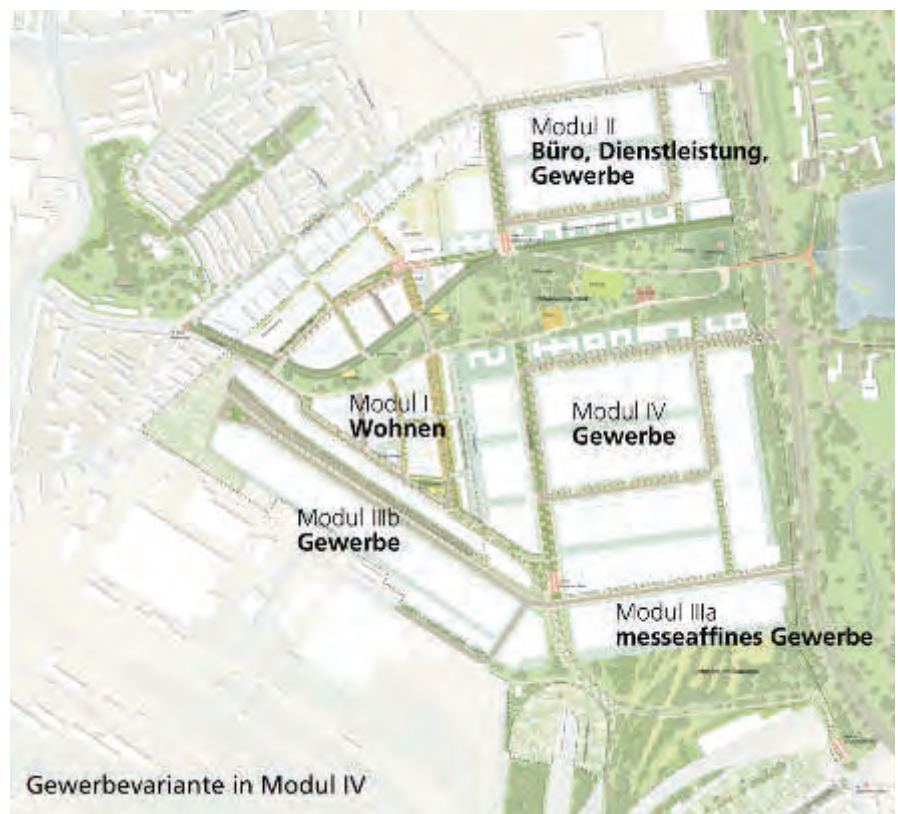 Modul II
Büro, Dienstleistung,
Gewerbe
Modul I
Wohnen
Modul IV
Gewerbe
Modul IIIb
Gewerbe
Modul IIIa
messeaffines Gewerbe
Gewerbevariante in Modul IV